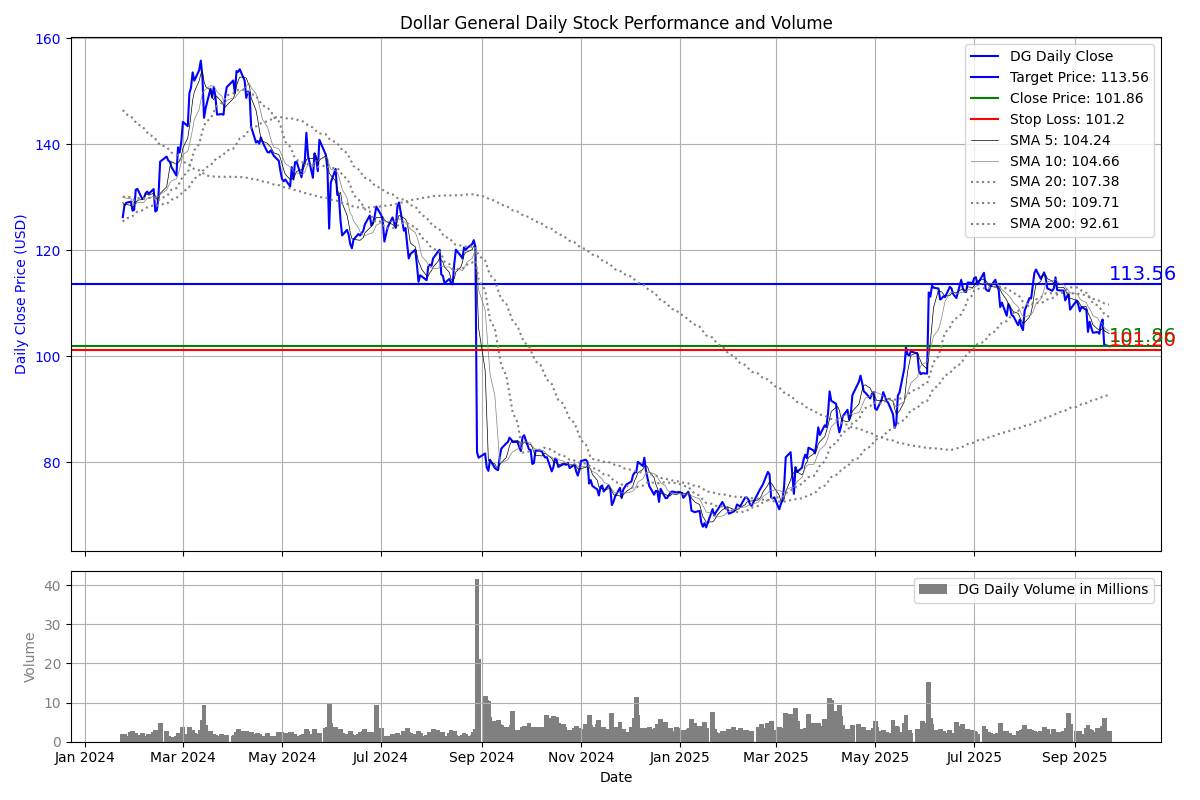 Dollar General Daily Stock Performance and Volume
160
140
120
100
80
Daily Close Price (USD)
DG Daily Close
Target Price: 113.56
Close Price: 101.86
Stop Loss: 101.2
SMA 5: 104.24
SMA 10: 104.66
SMA 20: 107.38
SMA 50: 109.71
SMA 200: 92.61
113.56
101.86
101.20
40
30
20
10
0
Volume
DG Daily Volume in Millions
Jan 2024 Mar 2024 May 2024 Jul 2024 Sep 2024 Nov 2024 Jan 2025 Mar 2025 May 2025 Jul 2025 Sep 2025
Date